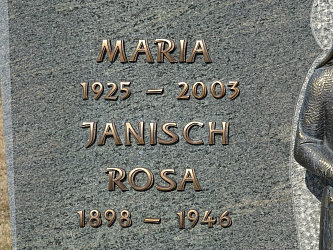 MARIA
1925 – 2003
JANISCH
ROSA
1898 – 1946